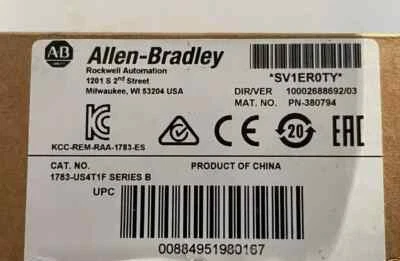 AB Allen-Bradley
Rockwell Automation
1201 S 2nd Street
Milwaukee, WI 53204 USA
*SV1ER0TY*
DIR/VER 10002688692/03
MAT. NO. PN-380794
KCC-REM-RAA-1783-ES
CE 20 EAC
CAT. NO. PRODUCT OF CHINA
1783-US4T1F SERIES B
UPC
00884951980167